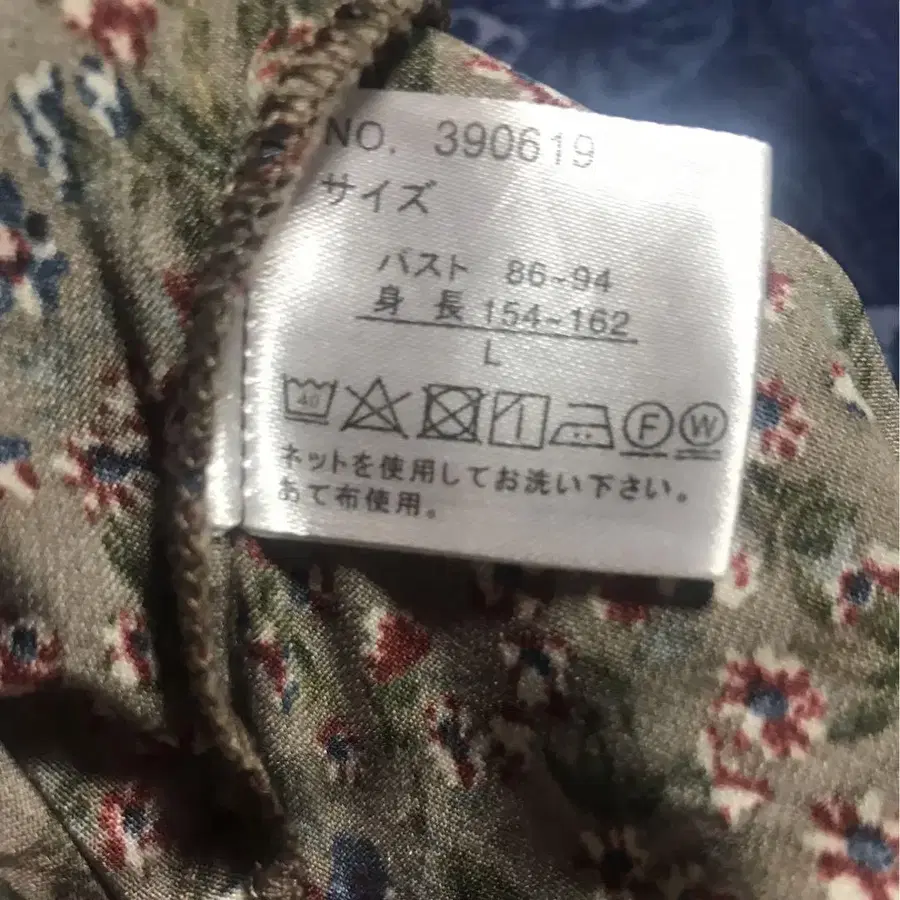 NO. 390619
サイズ
バスト 86~94
身長 154~162
L
40 F W
ネットを使用してお洗い下さい。
あて布使用。